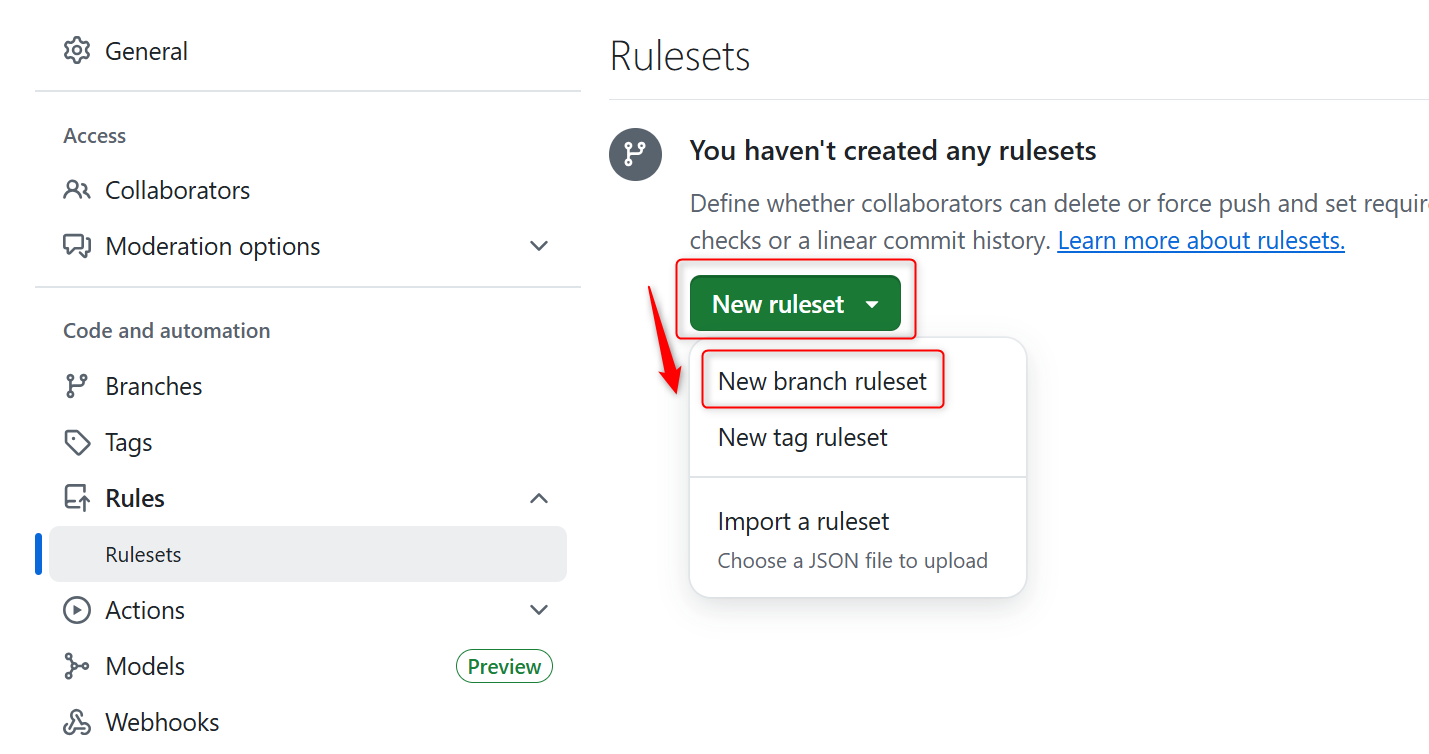 General
Access
Collaborators
Moderation options
Code and automation
Branches
Tags
Rules
Rulesets
Actions
Models
Preview
Webhooks
Rulesets
You haven't created any rulesets
Define whether collaborators can delete or force push and set
checks or a linear commit history. Learn more about rulesets.
New ruleset
New branch ruleset
New tag ruleset
Import a ruleset
Choose a JSON file to upload